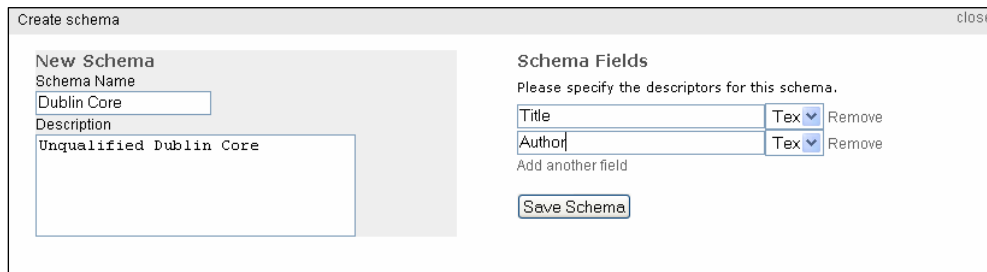 Create schema
close
New Schema
Schema Name
Dublin Core
Description
Unqualified Dublin Core
Schema Fields
Please specify the descriptors for this schema.
Title Tex Remove
Author Tex Remove
Add another field
Save Schema